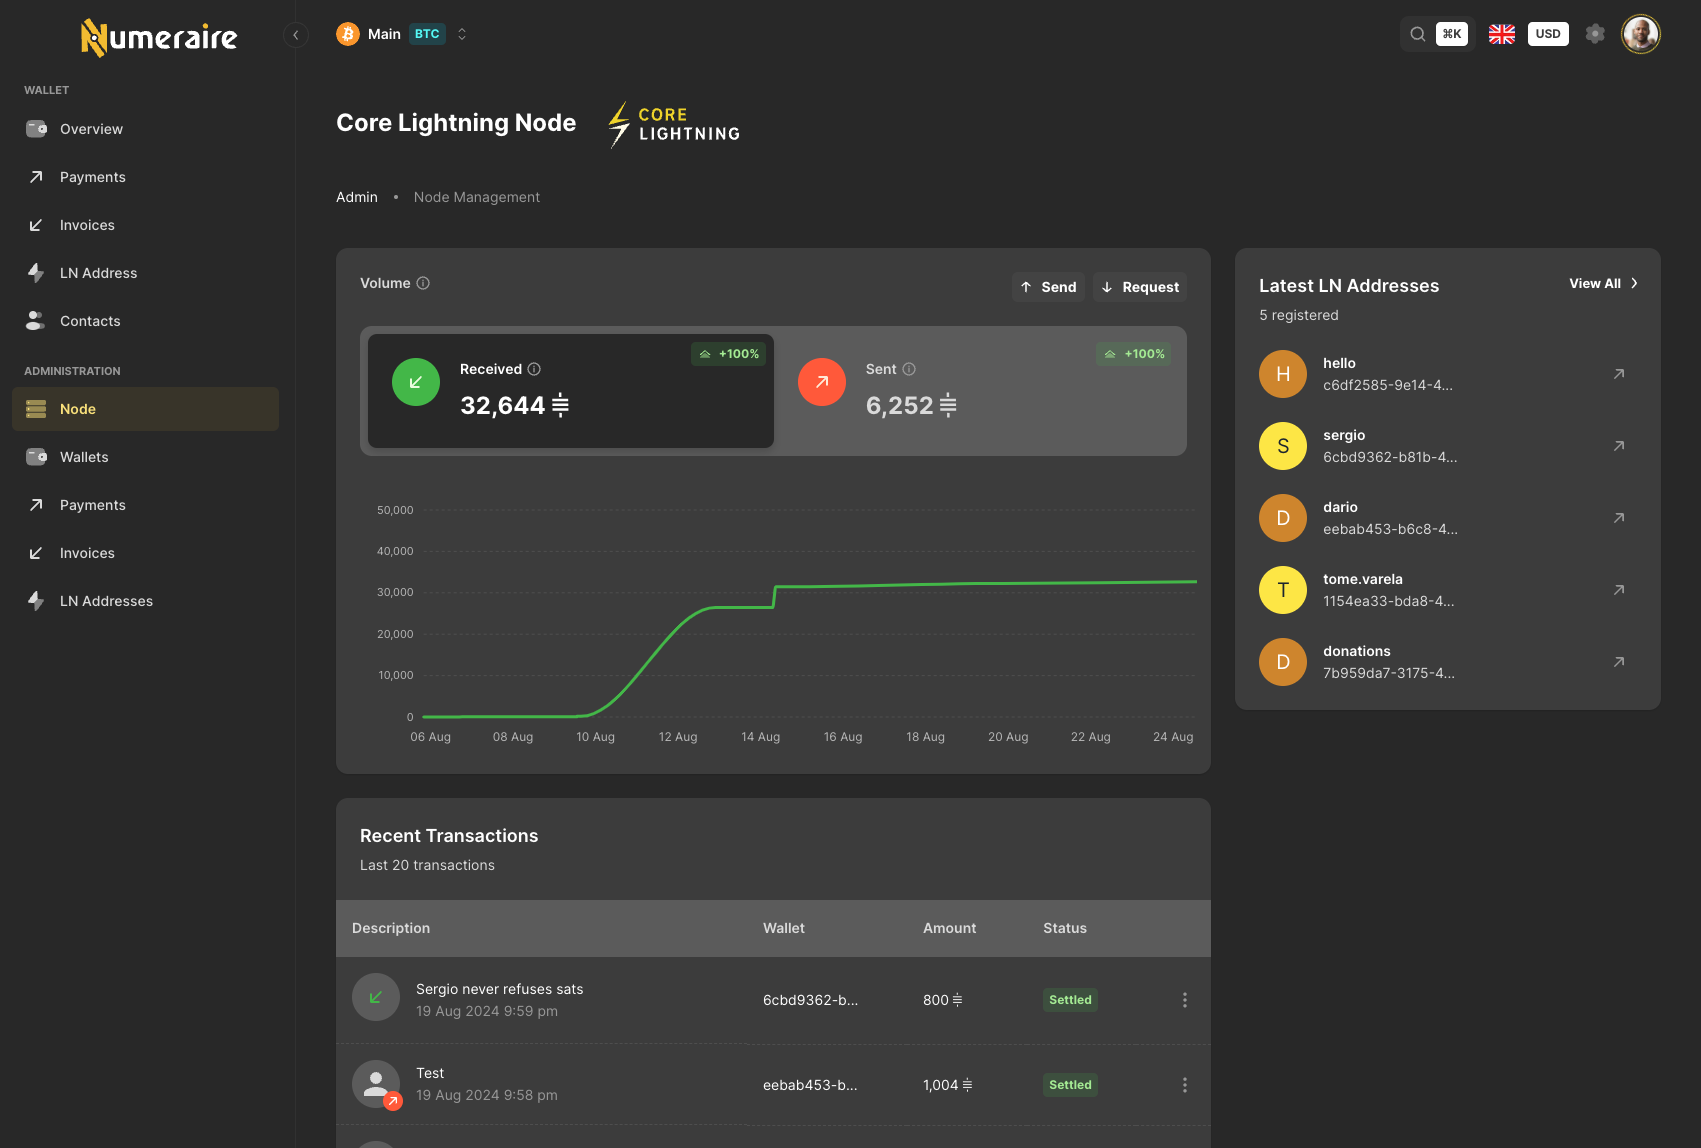 Numeraire
WALLET
Overview
Payments
Invoices
LN Address
Contacts
ADMINISTRATION
Node
Wallets
Payments
Invoices
LN Addresses
Main BTC
⌘K
USD
Core Lightning Node
CORE
LIGHTNING
Admin • Node Management
Volume
Send
Request
Received
+100%
32,644
Sent
+100%
6,252
50,000
40,000
30,000
20,000
10,000
0
06 Aug 08 Aug 10 Aug 12 Aug 14 Aug 16 Aug 18 Aug 20 Aug 22 Aug 24 Aug
Latest LN Addresses
View All
5 registered
H
hello
c6df2585-9e14-4...
S
sergio
6cbd9362-b81b-4...
D
dario
eebab453-b6c8-4...
T
tome.varela
1154ea33-bda8-4...
D
donations
7b959da7-3175-4...
Recent Transactions
Last 20 transactions
Description Wallet Amount Status
Sergio never refuses sats
19 Aug 2024 9:59 pm
6cbd9362-b... 800 Settled
Test
19 Aug 2024 9:58 pm
eebab453-b... 1,004 Settled